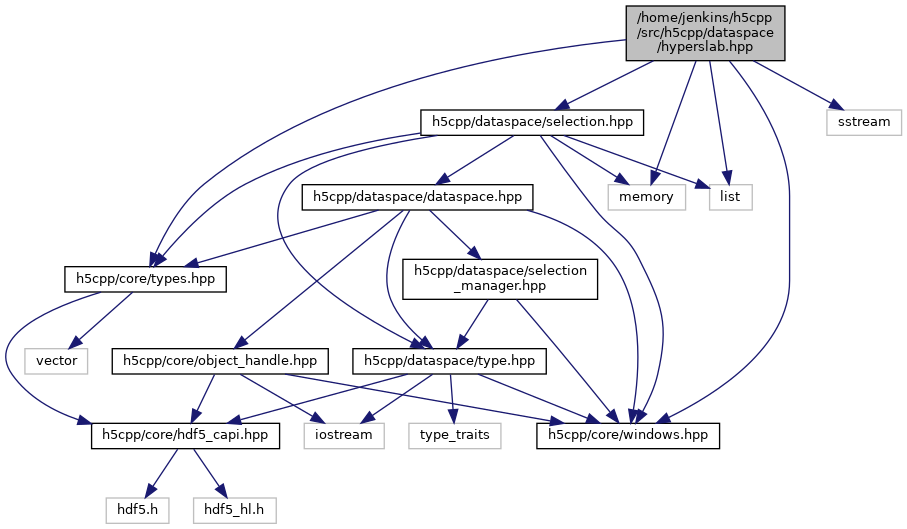 /home/jenkins/h5cpp
/src/h5cpp/dataspace
/hyperslab.hpp
h5cpp/dataspace/selection.hpp
sstream
h5cpp/dataspace/dataspace.hpp
memory
list
h5cpp/core/types.hpp
h5cpp/dataspace/selection
_manager.hpp
vector
h5cpp/core/object_handle.hpp
h5cpp/dataspace/type.hpp
h5cpp/core/hdf5_capi.hpp
iostream
type_traits
h5cpp/core/windows.hpp
hdf5.h
hdf5_hl.h